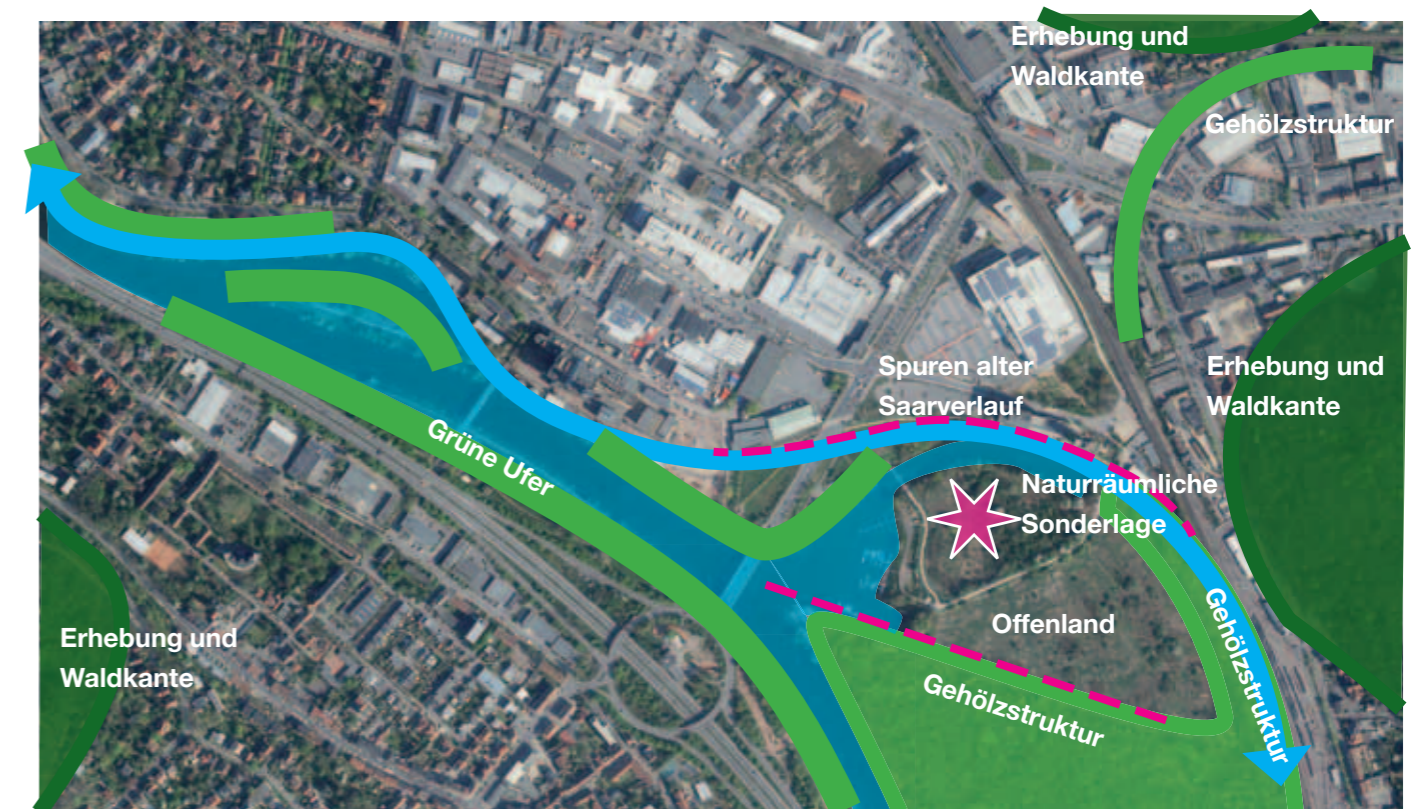 Erhebung und
Waldkante
Gehölzstruktur
Spuren alter
Saarverlauf
Erhebung und
Waldkante
Grüne Ufer
Naturräumliche
Sonderlage
Offenland
Gehölzstruktur
Erhebung und
Waldkante
Gehölzstruktur